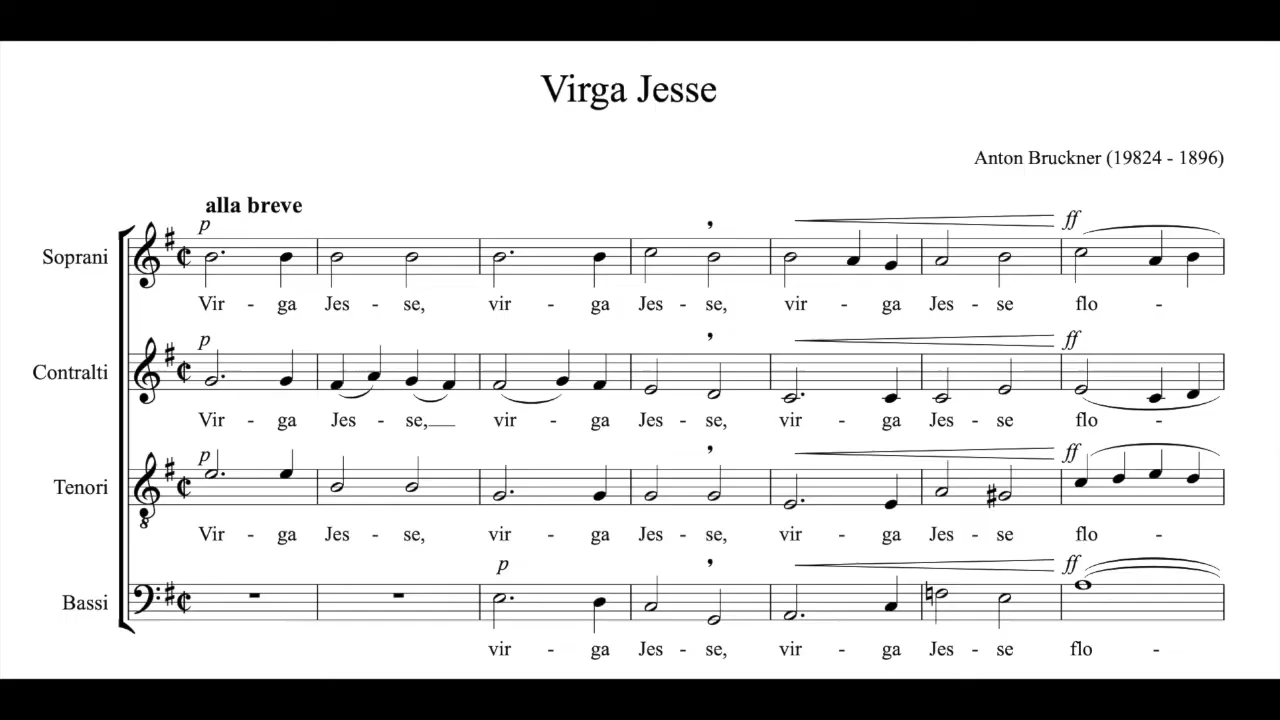 Virga Jesse
Anton Bruckner (19824 - 1896)
alla breve
p ff
Soprani
Vir - ga Jes - se, vir - ga Jes - se, vir - ga Jes - se flo -
p ff
Contralti
Vir - ga Jes - se, vir - ga Jes - se, vir - ga Jes - se flo -
p ff
Tenori
Vir - ga Jes - se, vir - ga Jes - se, vir - ga Jes - se flo -
p ff
Bassi
vir - ga Jes - se, vir - ga Jes - se flo -